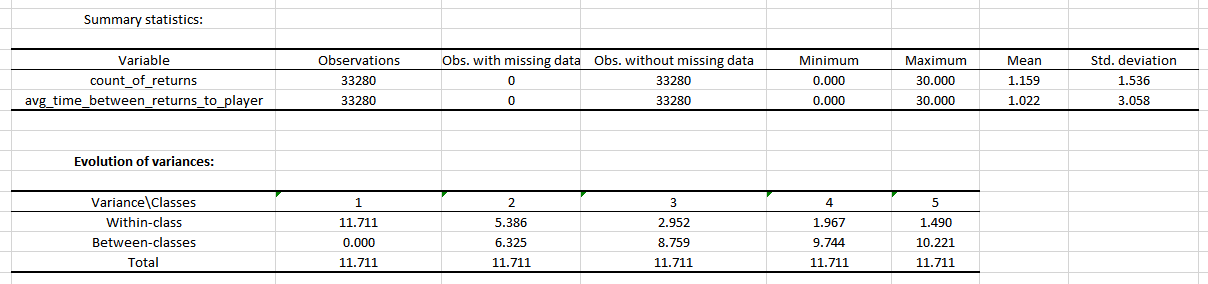 Summary statistics:
Variable Observations Obs. with missing data Obs. without missing data Minimum Maximum Mean Std. deviation
count_of_returns 33280 0 33280 0.000 30.000 1.159 1.536
avg_time_between_returns_to_player 33280 0 33280 0.000 30.000 1.022 3.058
Evolution of variances:
Variance\Classes 1 2 3 4 5
Within-class 11.711 5.386 2.952 1.967 1.490
Between-classes 0.000 6.325 8.759 9.744 10.221
Total 11.711 11.711 11.711 11.711 11.711